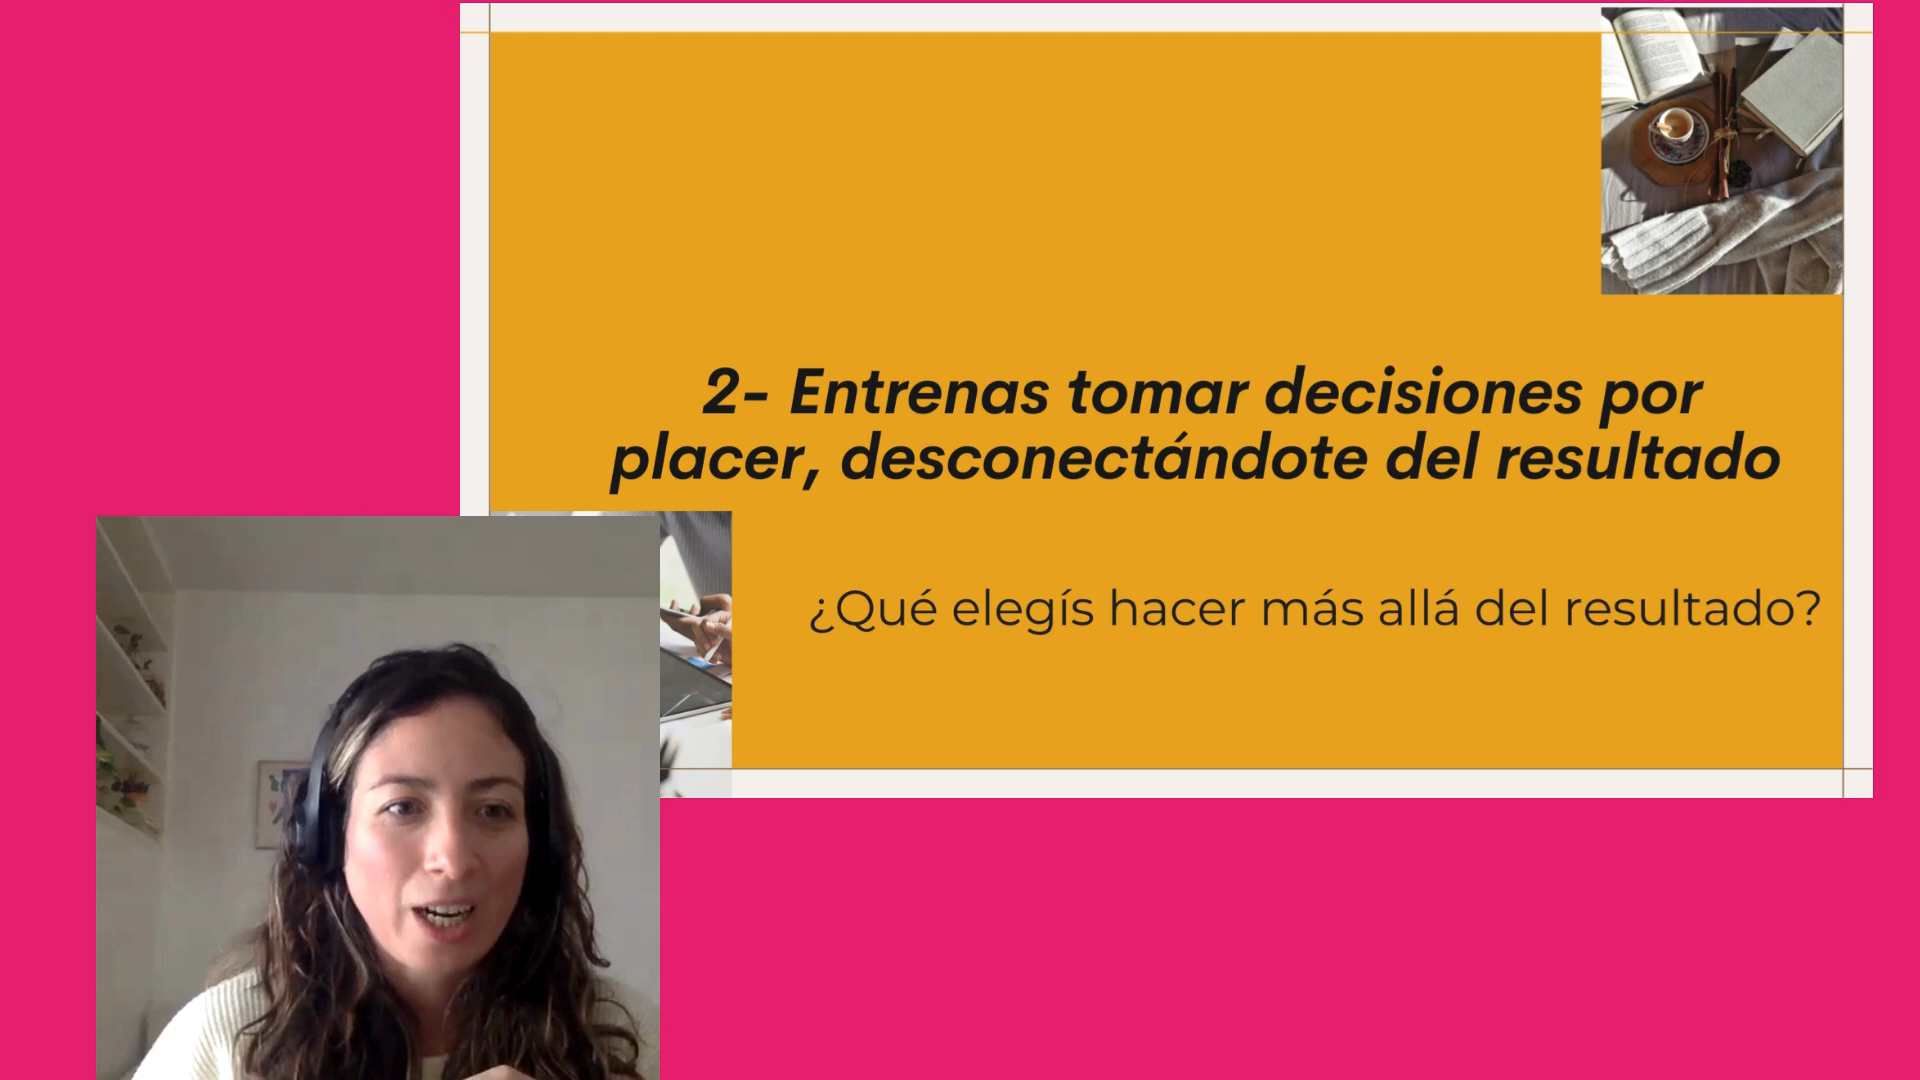 2- Entrenas tomar decisiones por
placer, desconectándote del resultado
¿Qué elegís hacer más allá del resultado?